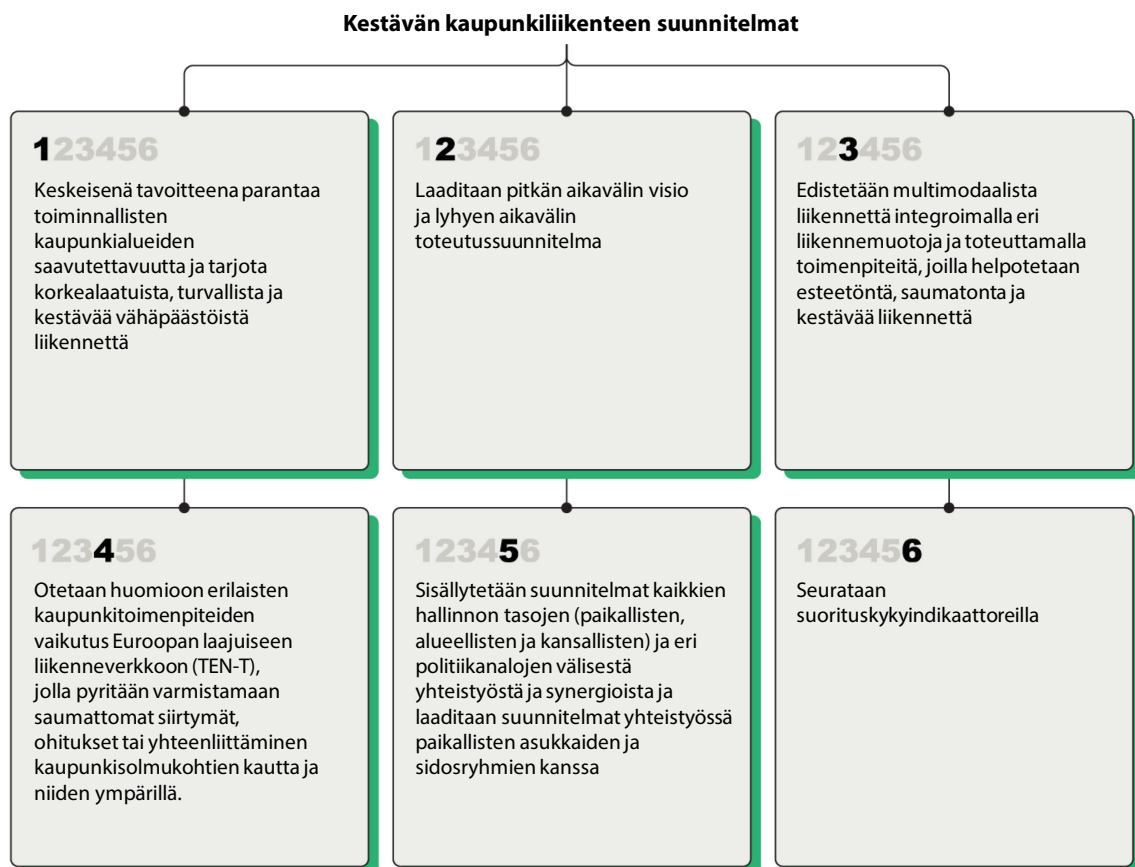 Kestävän kaupunkiliikenteen suunnitelmat
123456
Keskeisenä tavoitteena parantaa
toiminnallisten
kaupunkialueiden
saavutettavuutta ja tarjota
korkealaatuista, turvallista ja
kestävää vähäpäästöistä
liikennettä
123456
Laaditaan pitkän aikavälin visio
ja lyhyen aikavälin
toteutussuunnitelma
123456
Edistetään multimodaalista
liikennettä integroimalla eri
liikennemuotoja ja toteuttamalla
toimenpiteitä, joilla helpotetaan
esteetöntä, saumatonta ja
kestävää liikennettä
123456
Otetaan huomioon erilaisten
kaupunkitoimenpiteiden
vaikutus Euroopan laajuiseen
liikenneverkkoon (TEN-T),
jolla pyritään varmistamaan
saumattomat siirtymät,
ohitukset tai yhteenliittäminen
kaupunkisolmukohtien kautta ja
niiden ympärillä.
123456
Sisällytetään suunnitelmat kaikkien
hallinnon tasojen (paikallisten,
alueellisten ja kansallisten) ja eri
politiikanalojen välisestä
yhteistyöstä ja synergioista ja
laaditaan suunnitelmat yhteistyössä
paikallisten asukkaiden ja
sidosryhmien kanssa
123456
Seurataan
suorituskykyindikaattoreilla